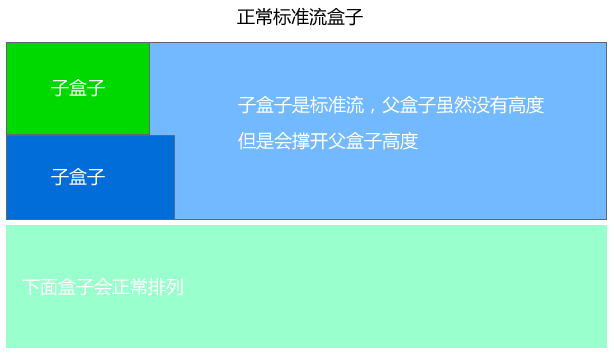 正常标准流盒子
子盒子
子盒子是标准流，父盒子虽然没有高度
但是会撑开父盒子高度
子盒子
下面盒子会正常排列